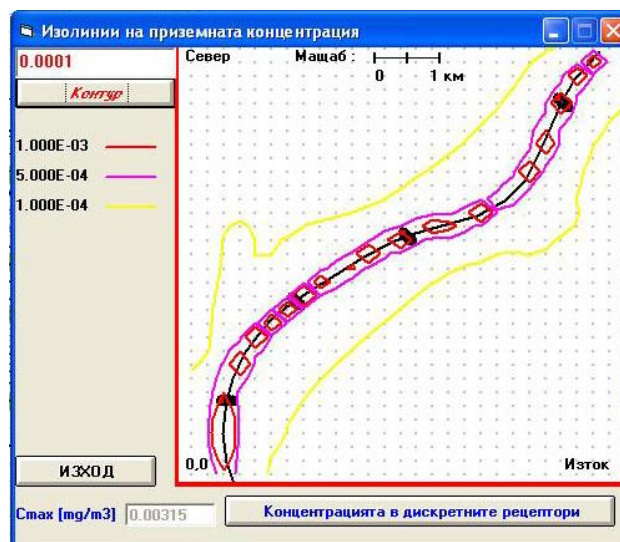 Изолинии на приземната концентрация
0.0001
Контур
1.000E-03
5.000E-04
1.000E-04
Север
Мащаб :
0 1 км
0,0
Изток
ИЗХОД
Cmax [mg/m3] 0.00315
Концентрацията в дискретните рецептори